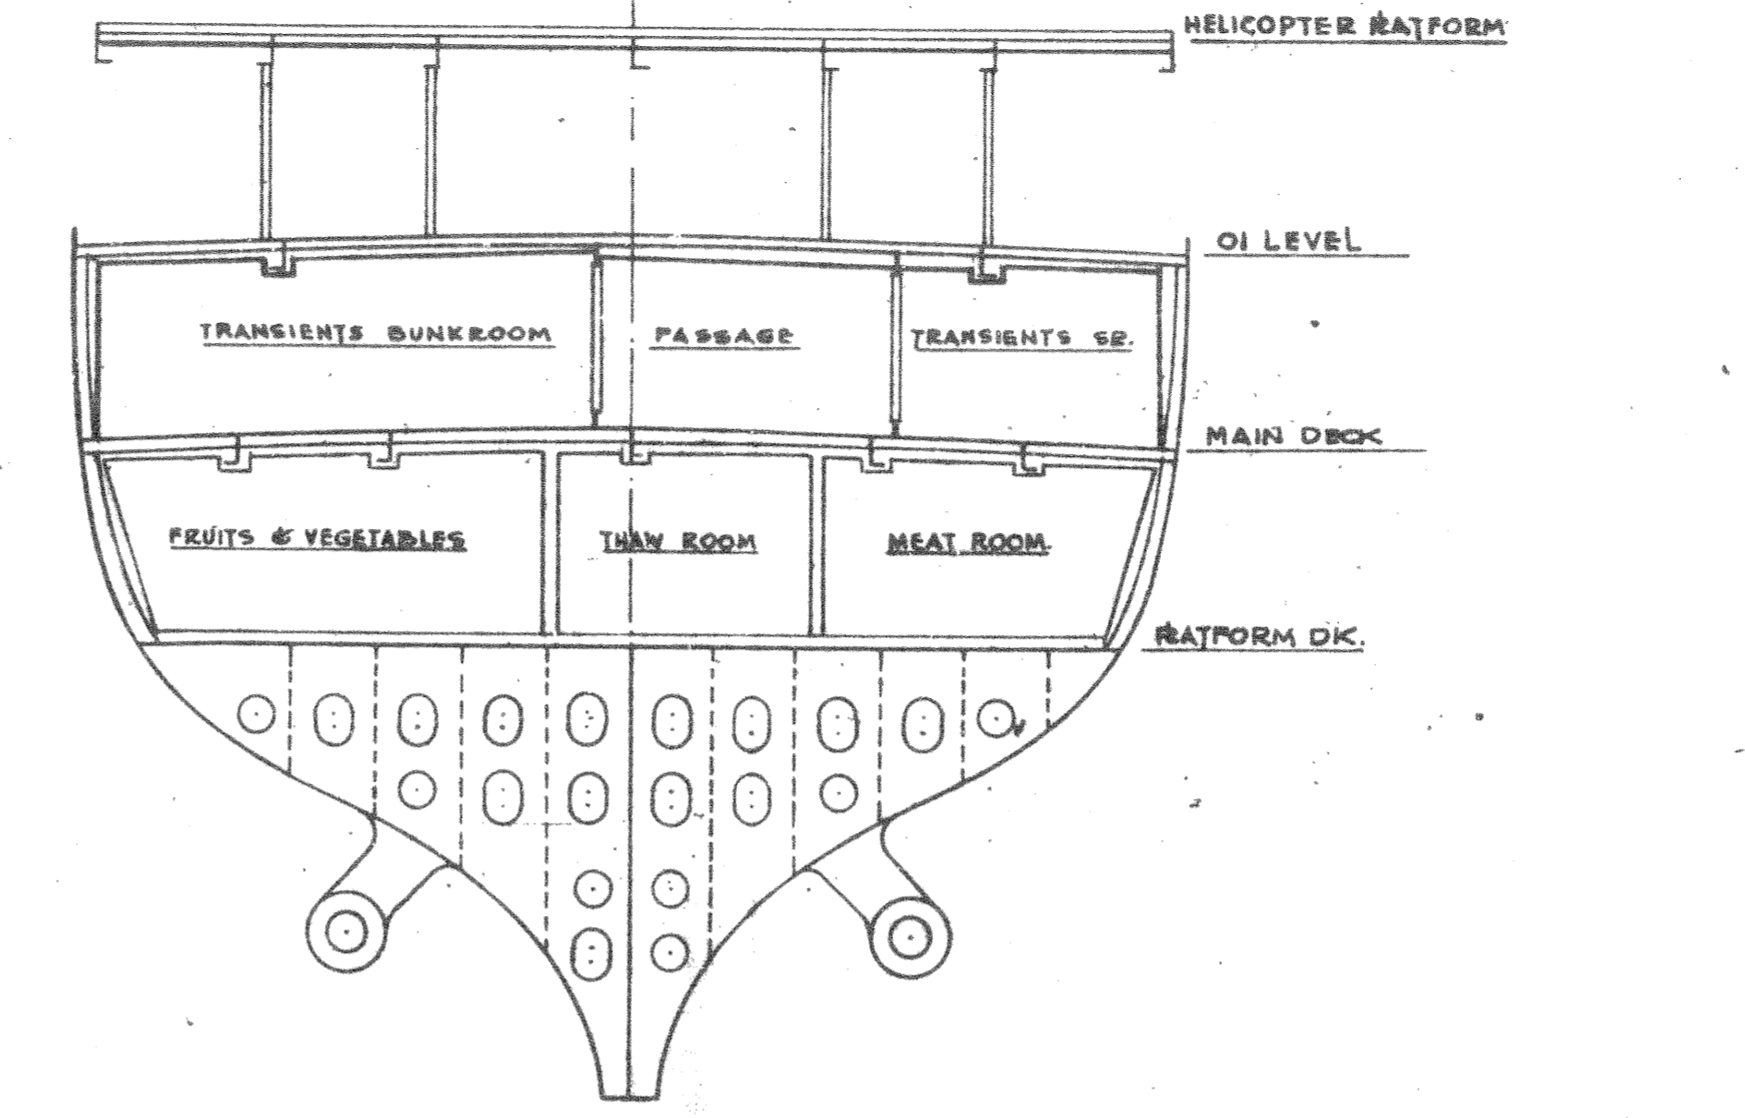 HELICOPTER PLATFORM
01 LEVEL
TRANSIENTS BUNKROOM
PASSAGE
TRANSIENTS SR.
MAIN DECK
FRUITS & VEGETABLES
THAW ROOM
MEAT ROOM.
PLATFORM DK.